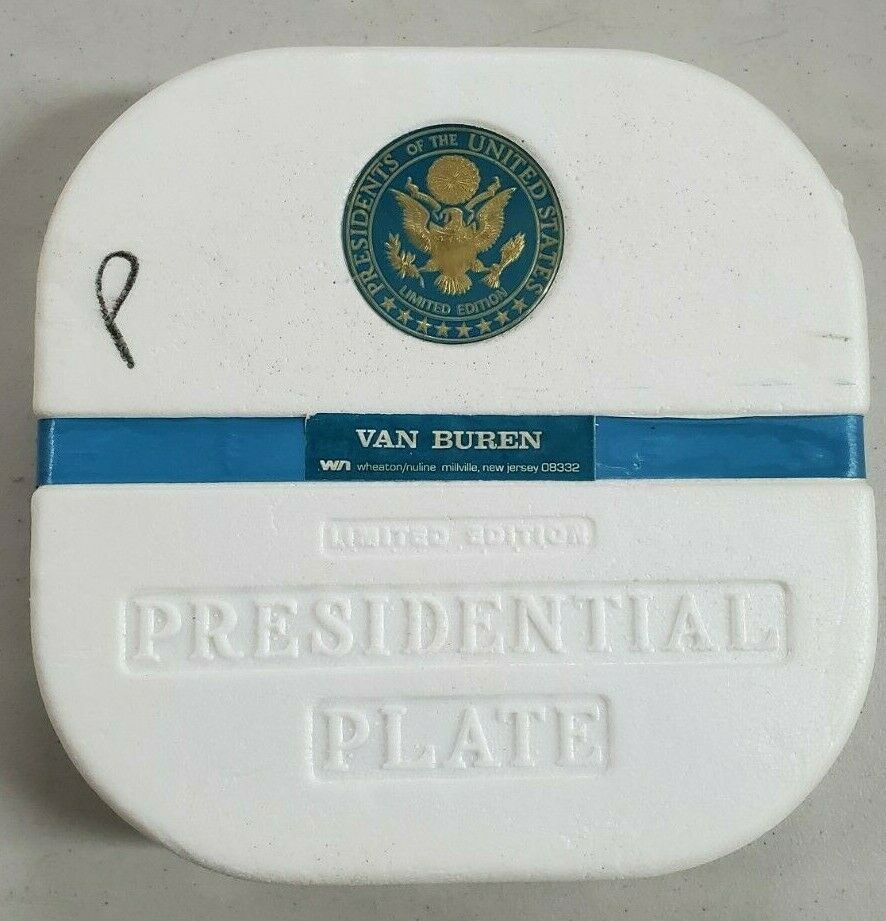 PRESIDENTS OF THE UNITED STATES
LIMITED EDITION
P
VAN BUREN
wn wheaton/nuline millville, new jersey 08332
LIMITED EDITION
PRESIDENTIAL
PLATE